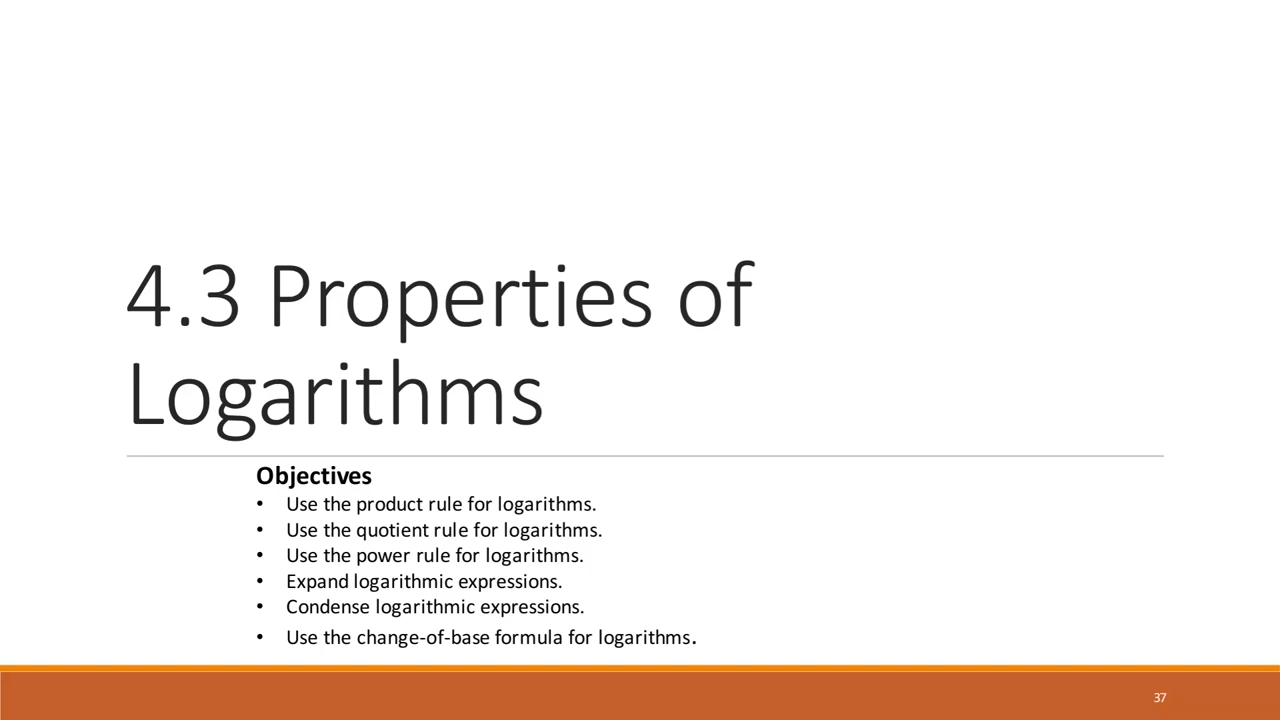 4.3 Properties of
Logarithms
Objectives
• Use the product rule for logarithms.
• Use the quotient rule for logarithms.
• Use the power rule for logarithms.
• Expand logarithmic expressions.
• Condense logarithmic expressions.
• Use the change-of-base formula for logarithms.
37